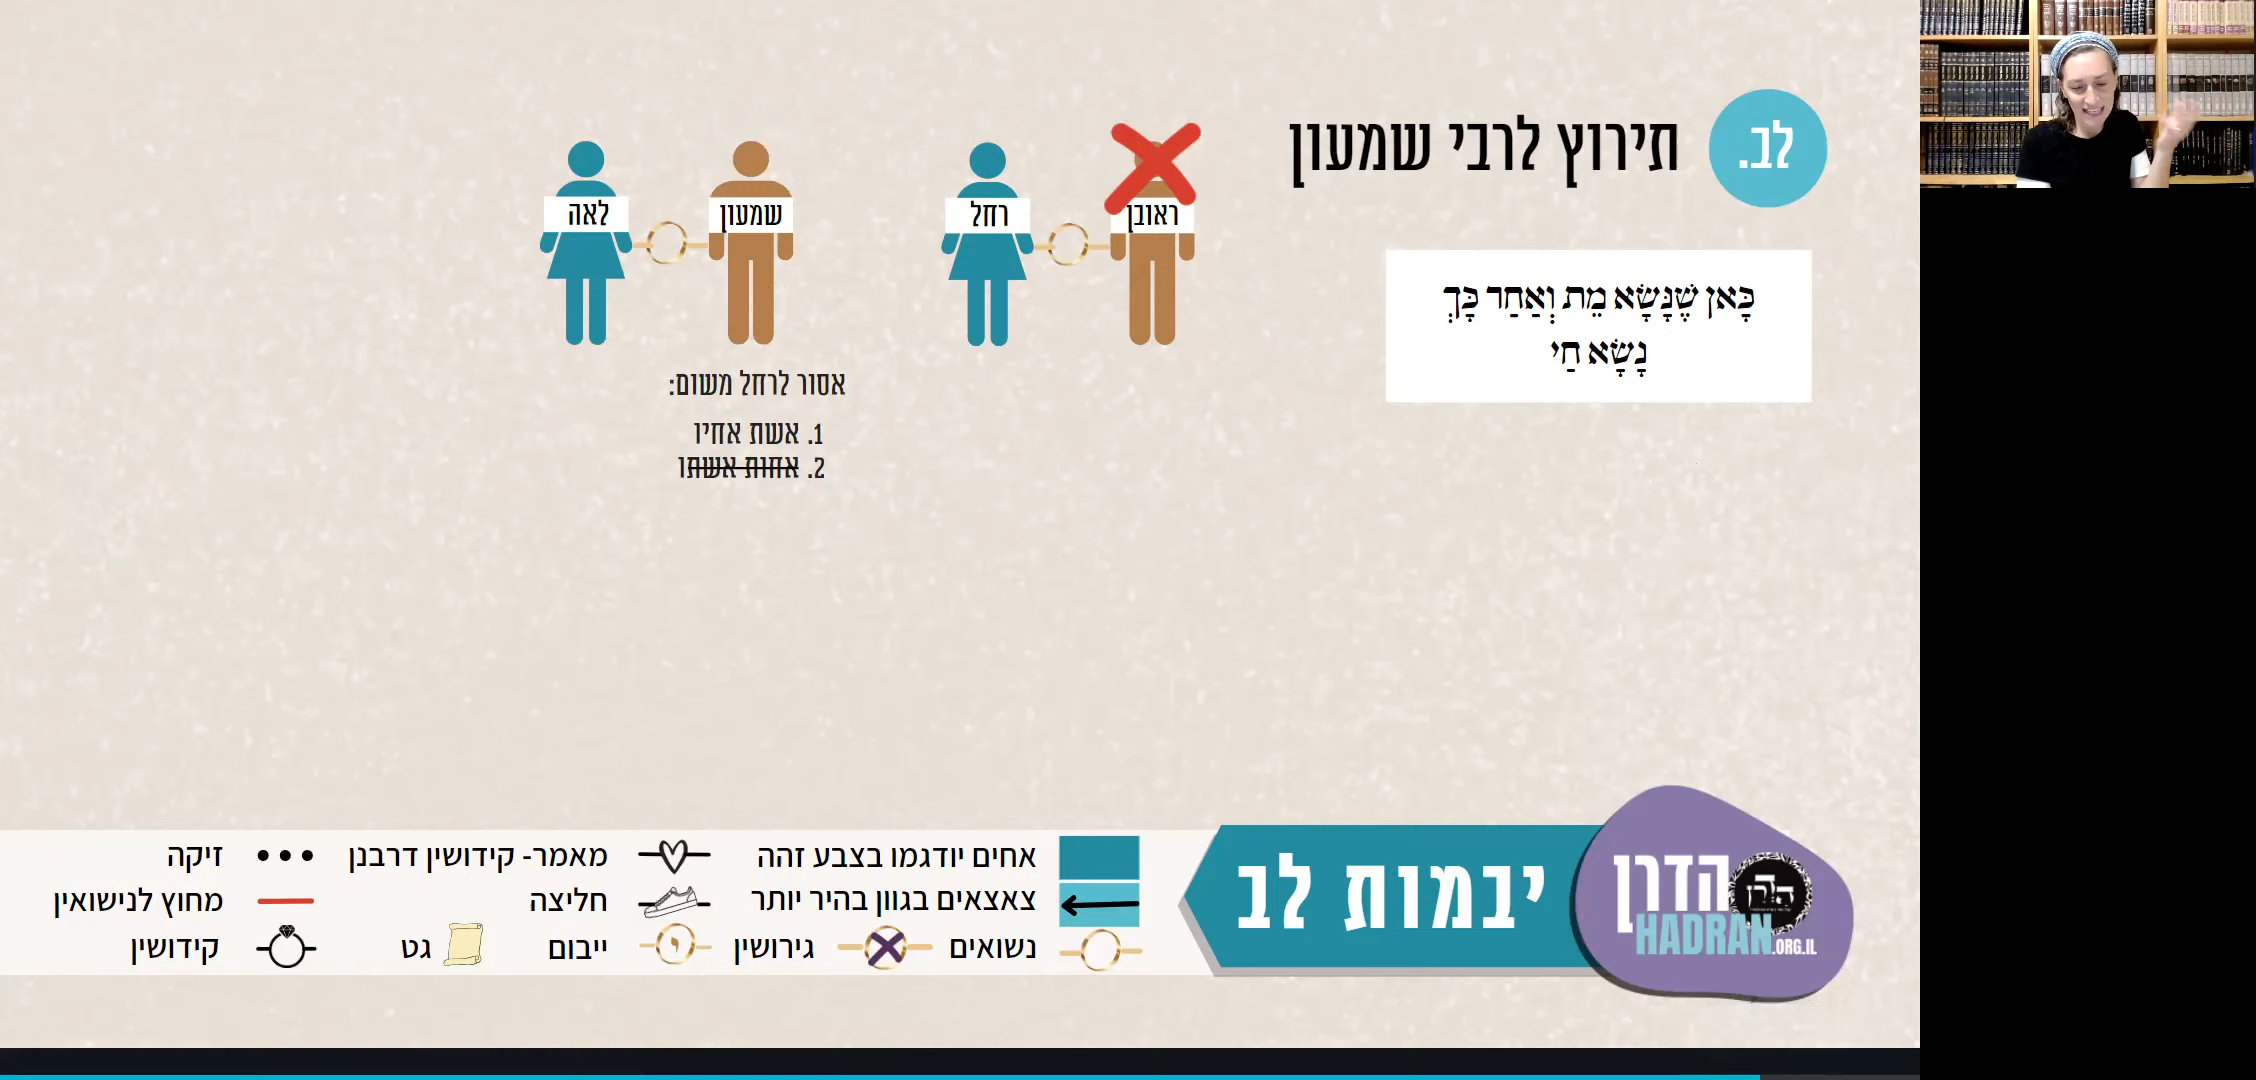 לב.
תירוץ לרבי שמעון
כָּאן שֶׁנָּשָׂא מֵת וְאַחַר כָּךְ
נָשָׂא חַי
ראובן
רחל
שמעון
לאה
אסור לרחל משום:
1. אשת אחיו
2. אחות אשתו
הדרן
HADRAN.ORG.IL
יבמות לב
אחים יודגמו בצבע זהה
צאצאים בגוון בהיר יותר
נשואים
גירושין
מאמר- קידושין דרבנן
חליצה
ייבום
גט
זיקה
מחוץ לנישואין
קידושין